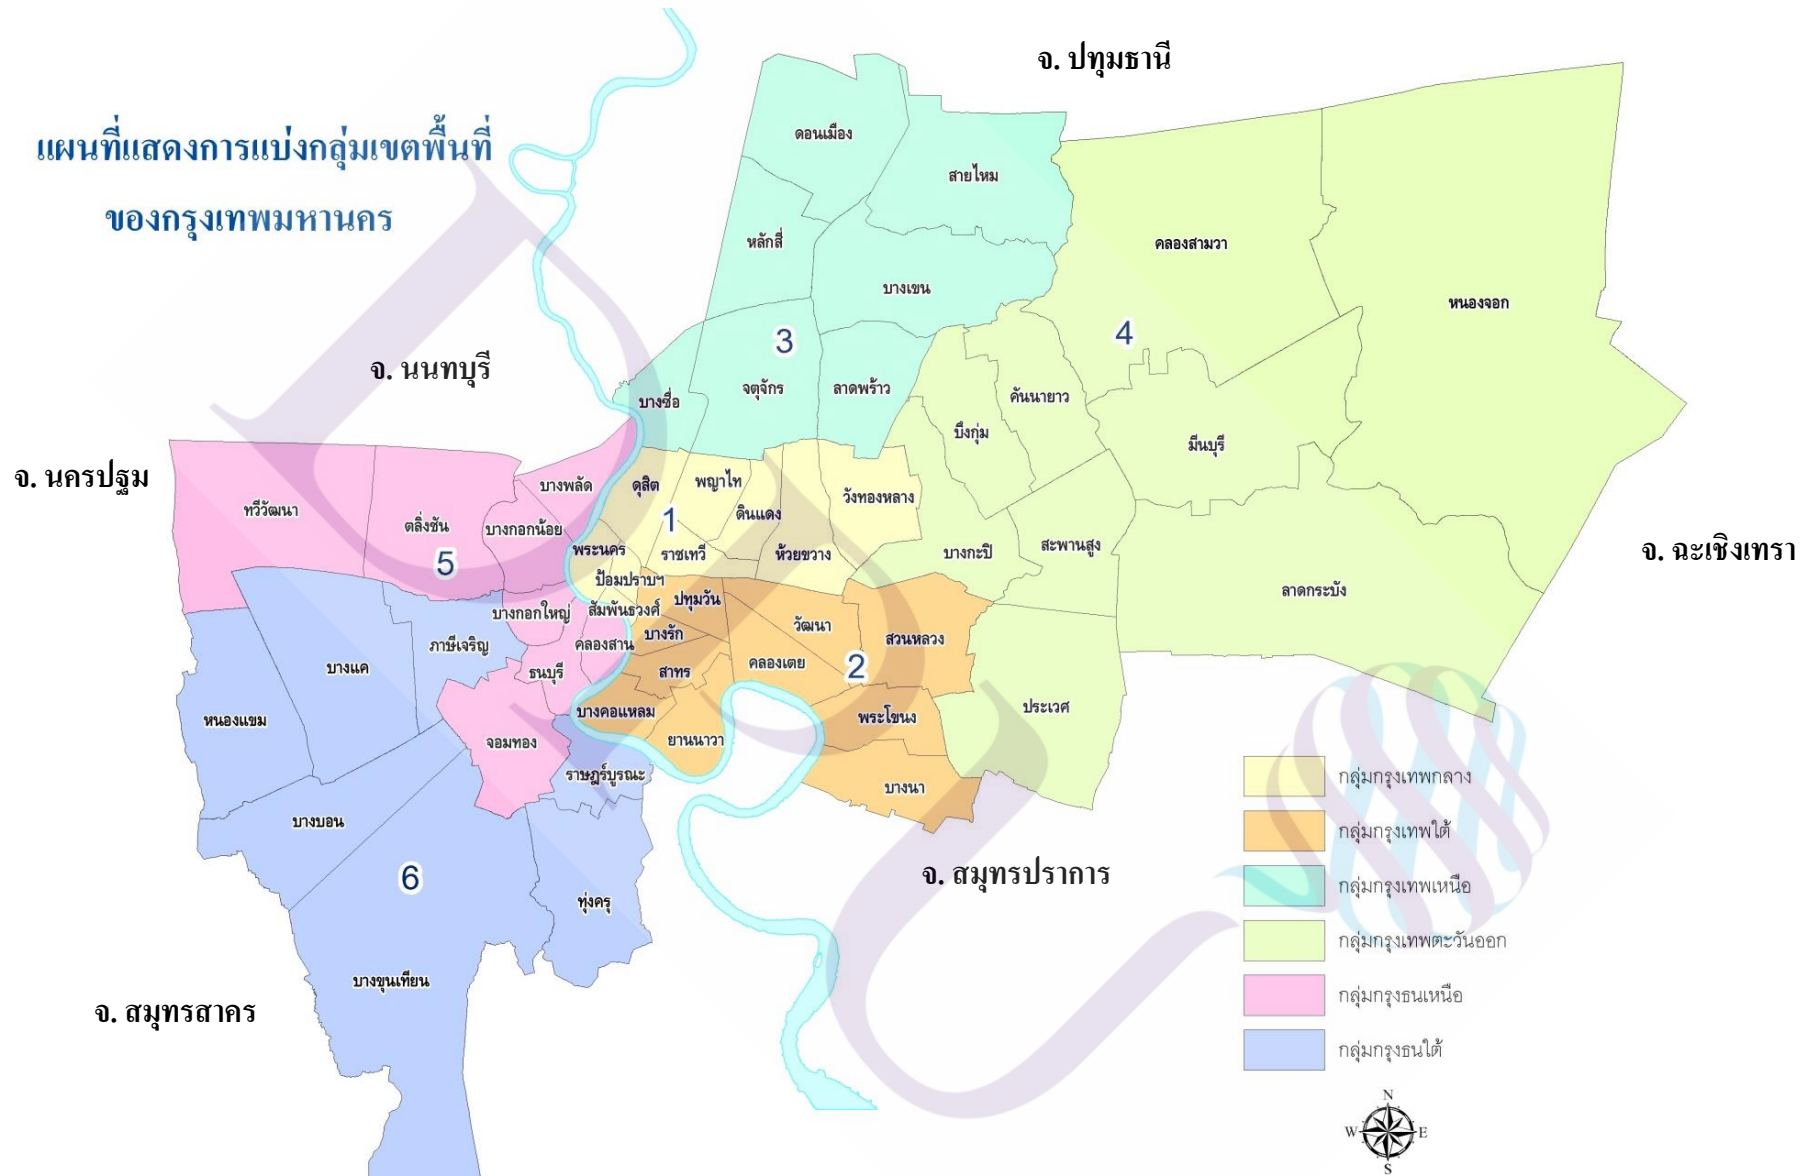 จ. ปทุมธานี
แผนที่แสดงการแบ่งกลุ่มเขตพื้นที่
ของกรุงเทพมหานคร
ดอนเมือง
สายไหม
หลักสี่
คลองสามวา
บางเขน
หนองจอก
3
4
จ. นนทบุรี
จตุจักร
ลาดพร้าว
คันนายาว
บางซื่อ
บึงกุ่ม
มีนบุรี
จ. นครปฐม
ทวีวัฒนา
ตลิ่งชัน
บางพลัด
บางกอกน้อย
ดุสิต
พญาไท
วังทองหลาง
1
ดินแดง
5
พระนคร
ราชเทวี
ห้วยขวาง
บางกะปิ
สะพานสูง
จ. ฉะเชิงเทรา
ป้อมปราบฯ
ลาดกระบัง
บางกอกใหญ่
สัมพันธวงศ์
ปทุมวัน
วัฒนา
สวนหลวง
ภาษีเจริญ
คลองสาน
บางรัก
บางแค
ธนบุรี
สาทร
คลองเตย
2
หนองแขม
บางคอแหลม
พระโขนง
ประเวศ
จอมทอง
ยานนาวา
ราษฎร์บูรณะ
บางนา
กลุ่มกรุงเทพกลาง
บางบอน
กลุ่มกรุงเทพใต้
6
จ. สมุทรปราการ
กลุ่มกรุงเทพเหนือ
ทุ่งครุ
กลุ่มกรุงเทพตะวันออก
บางขุนเทียน
กลุ่มกรุงธนเหนือ
จ. สมุทรสาคร
กลุ่มกรุงธนใต้
N
W
E
S